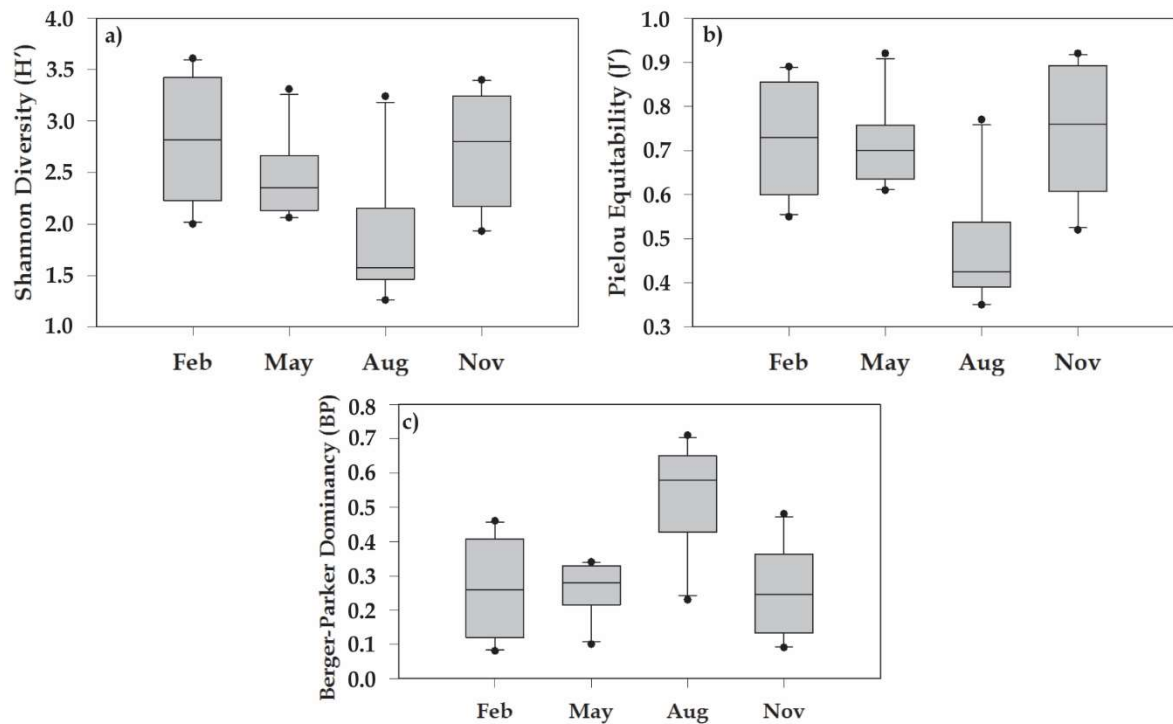 a)
Shannon Diversity (H´)
4.0
3.5
3.0
2.5
2.0
1.5
1.0
Feb May Aug Nov
b)
Pielou Equitability (J´)
1.0
0.9
0.8
0.7
0.6
0.5
0.4
0.3
Feb May Aug Nov
c)
Berger-Parker Dominancy (BP)
0.8
0.7
0.6
0.5
0.4
0.3
0.2
0.1
0.0
Feb May Aug Nov